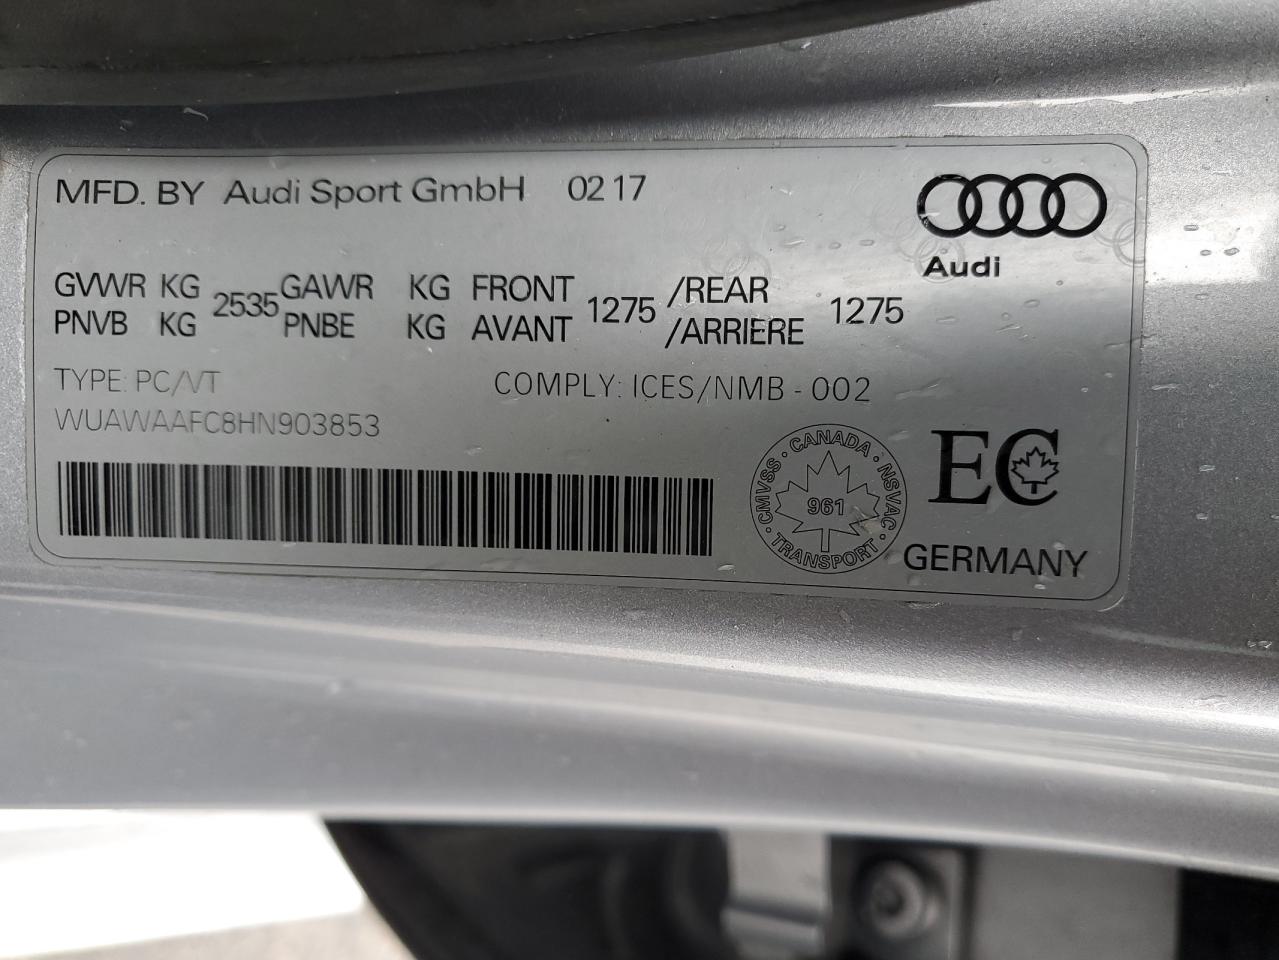 MFD. BY Audi Sport GmbH 02 17
Audi
GVWR KG 2535 GAWR KG FRONT 1275 /REAR 1275
PNVB KG PNBE KG AVANT /ARRIERE
TYPE: PC/VT COMPLY: ICES/NMB - 002
WUAWAAFC8HN903853
· CANADA · NSVAC · TRANSPORT · CMVSS
961
EC
GERMANY